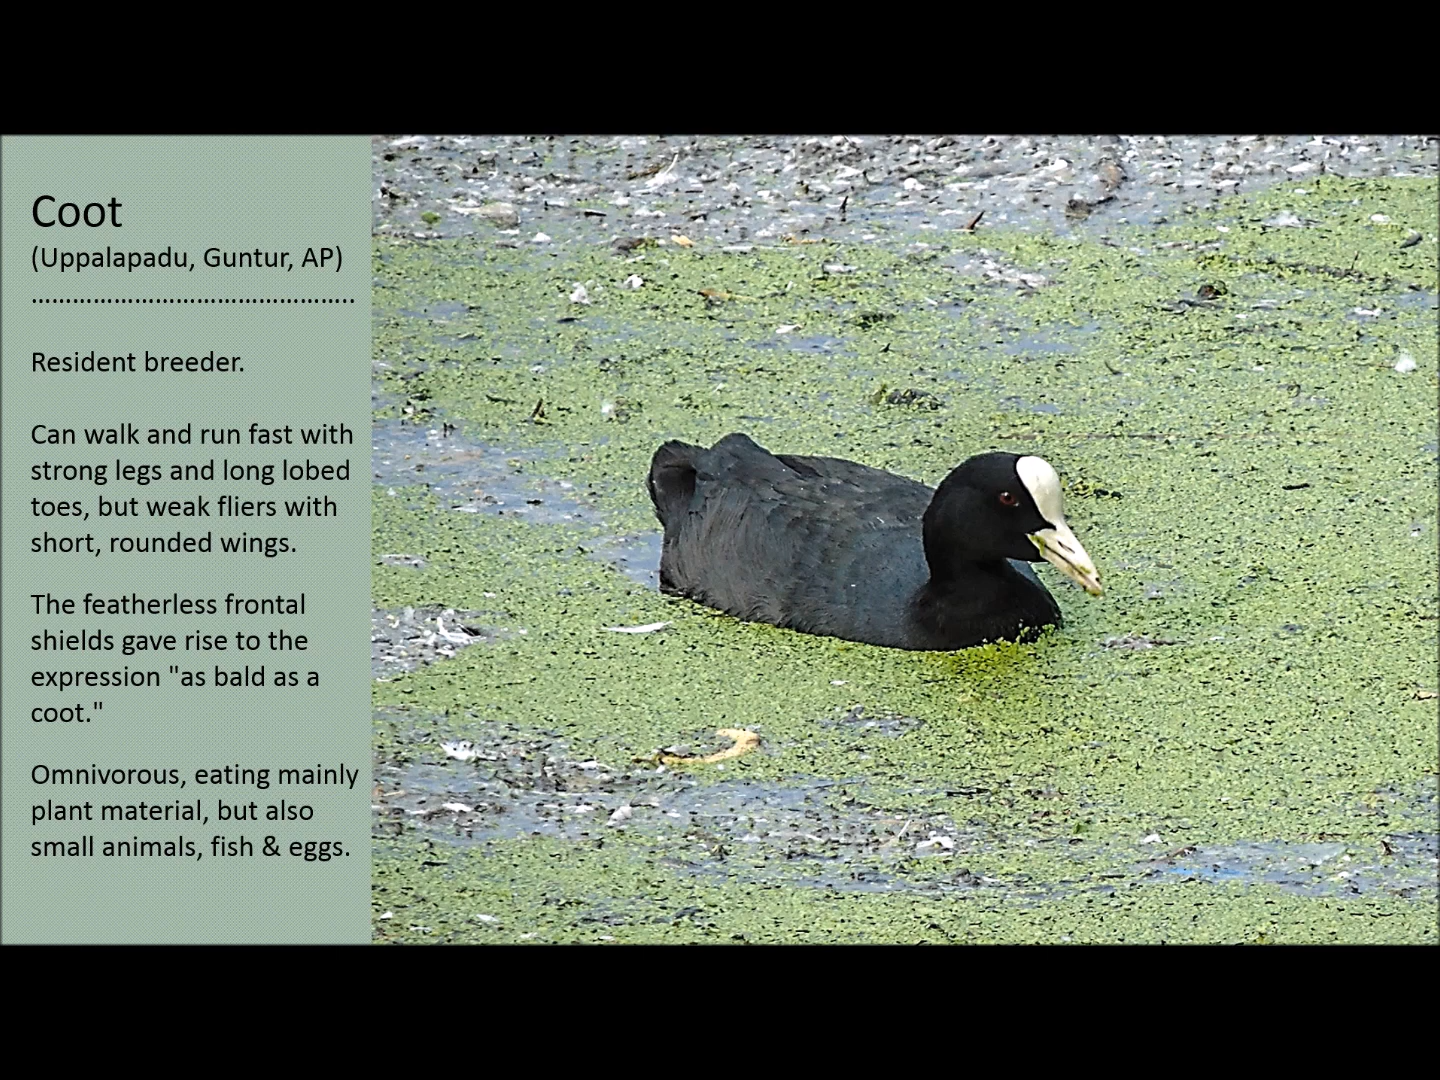 Coot
(Uppalapadu, Guntur, AP)
………………………………………..
Resident breeder.
Can walk and run fast with
strong legs and long lobed
toes, but weak fliers with
short, rounded wings.
The featherless frontal
shields gave rise to the
expression "as bald as a
coot."
Omnivorous, eating mainly
plant material, but also
small animals, fish & eggs.